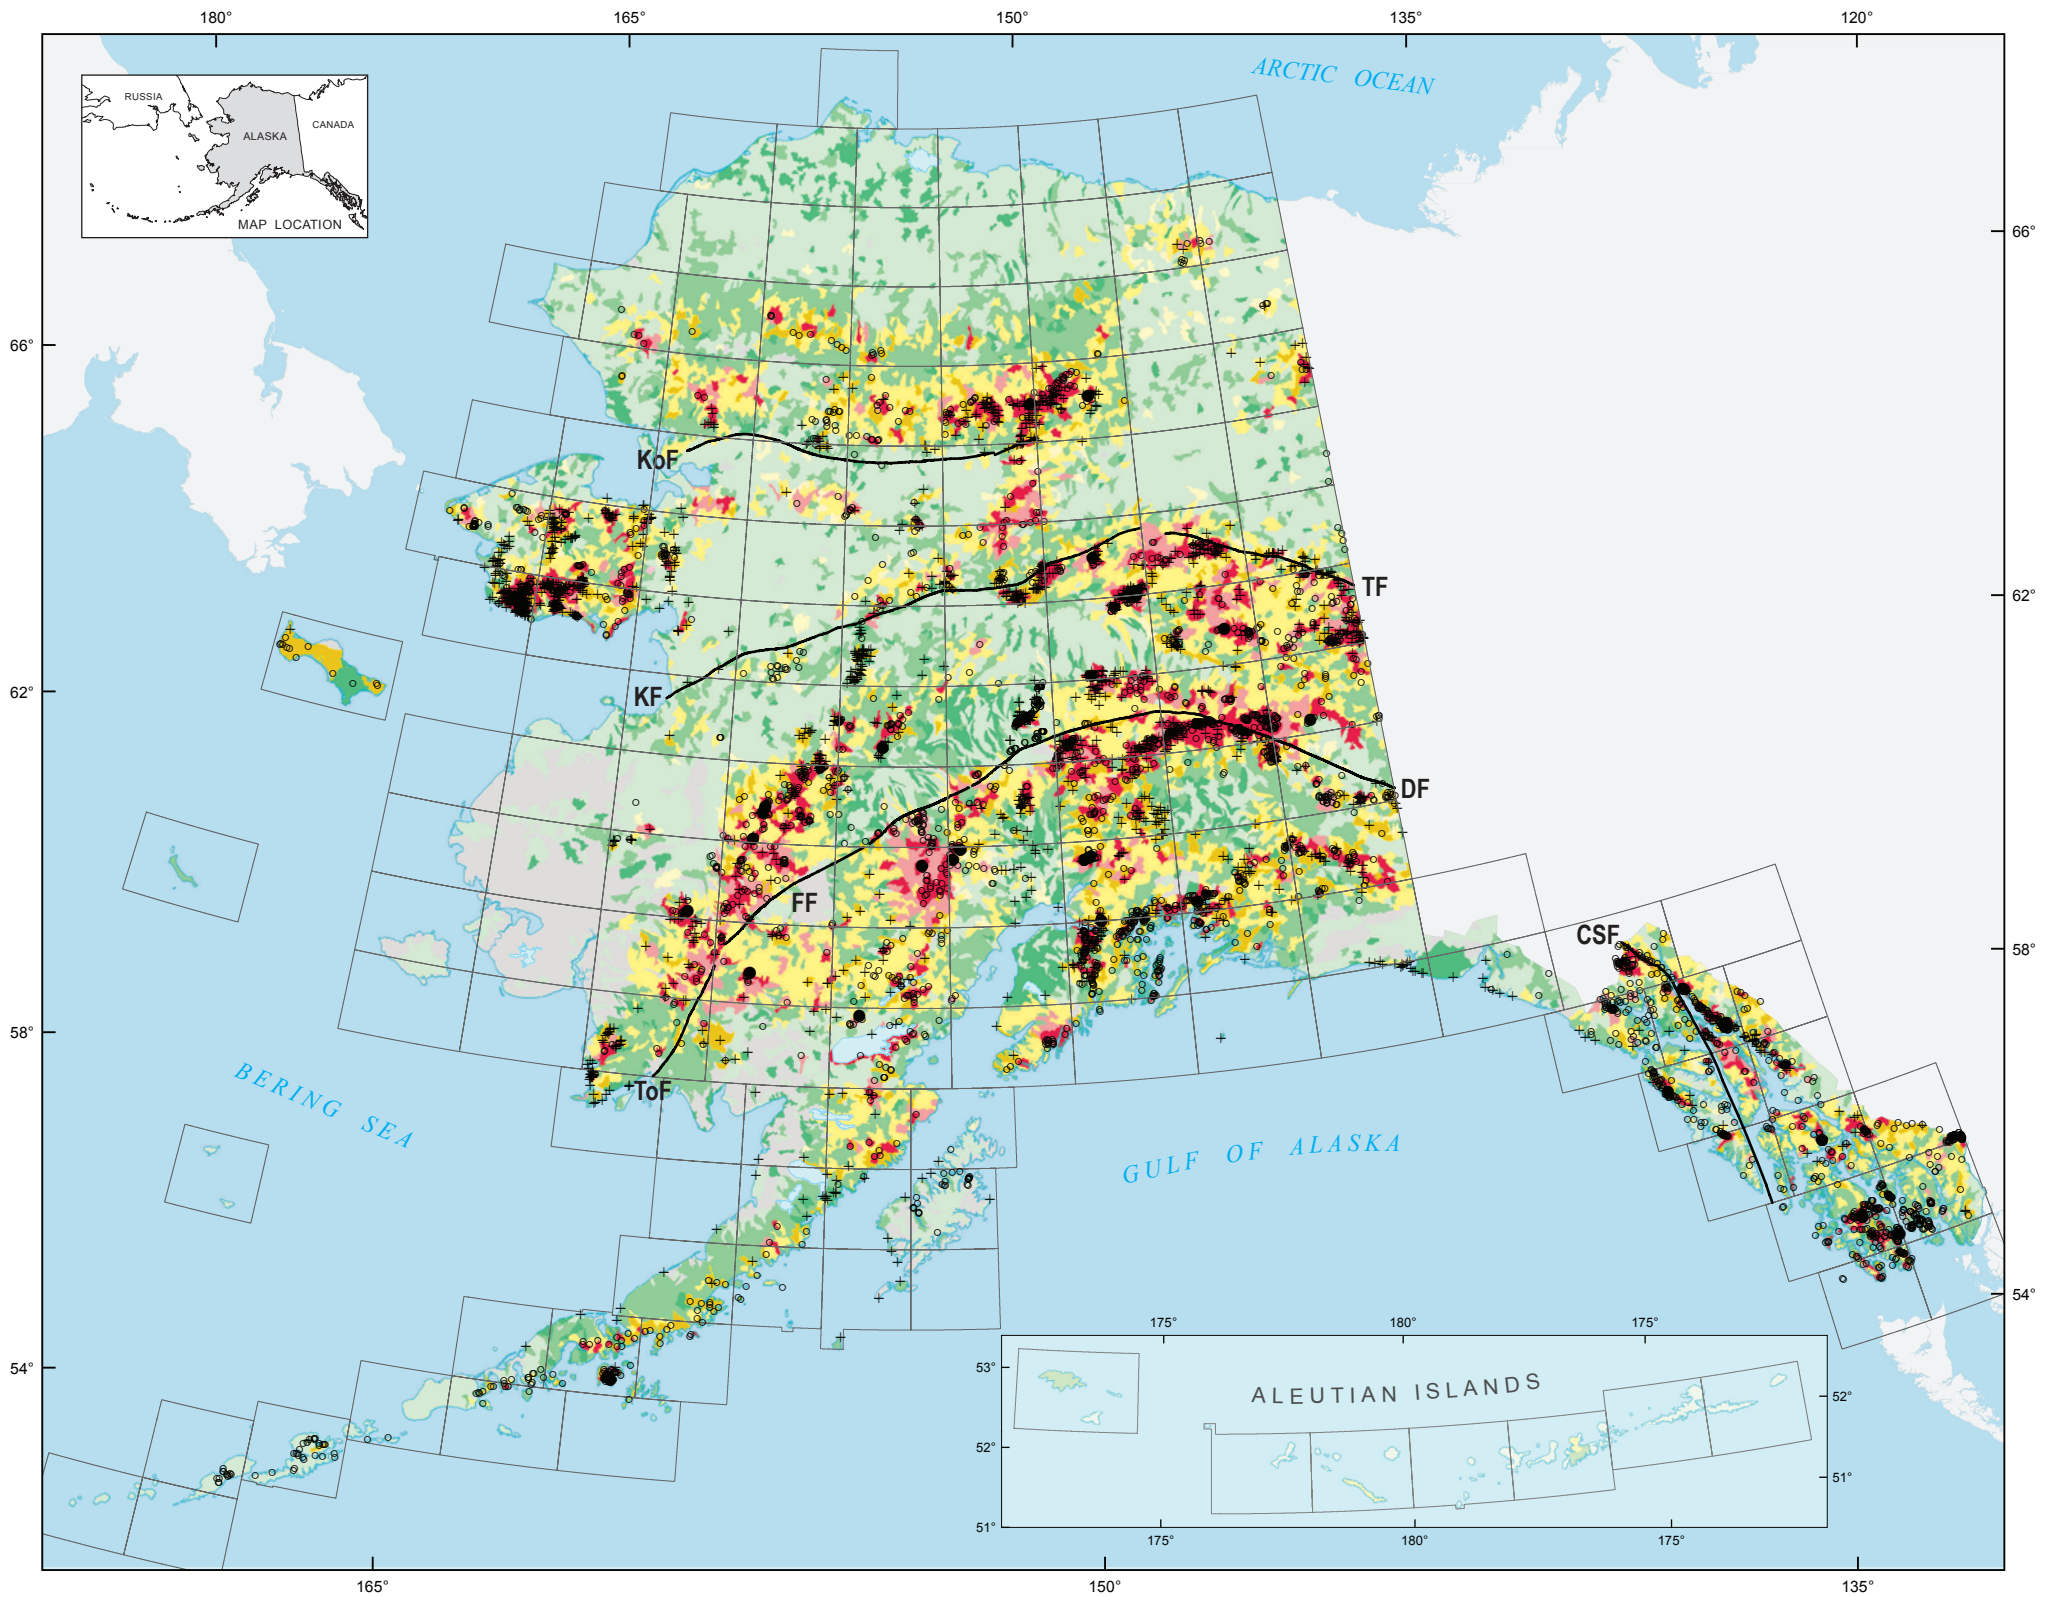 180°
165°
150°
135°
120°
ARCTIC OCEAN
RUSSIA
ALASKA
CANADA
MAP LOCATION
66°
66°
KoF
TF
62°
62°
KF
DF
FF
CSF
58°
58°
ToF
BERING SEA
GULF OF ALASKA
54°
54°
175°
180°
175°
53°
ALEUTIAN ISLANDS
52°
52°
51°
51°
175°
180°
175°
165°
150°
135°